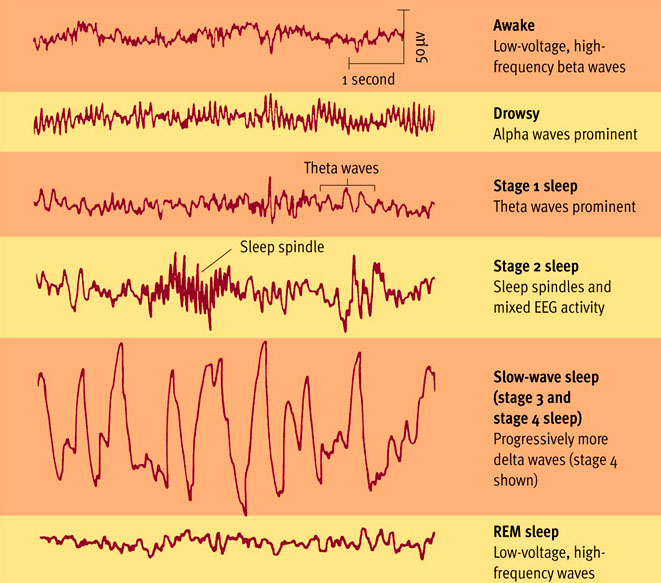 Awake
Low-voltage, high-
frequency beta waves
50 μv
1 second
Drowsy
Alpha waves prominent
Theta waves
Stage 1 sleep
Theta waves prominent
Sleep spindle
Stage 2 sleep
Sleep spindles and
mixed EEG activity
Slow-wave sleep
(stage 3 and
stage 4 sleep)
Progressively more
delta waves (stage 4
shown)
REM sleep
Low-voltage, high-
frequency waves